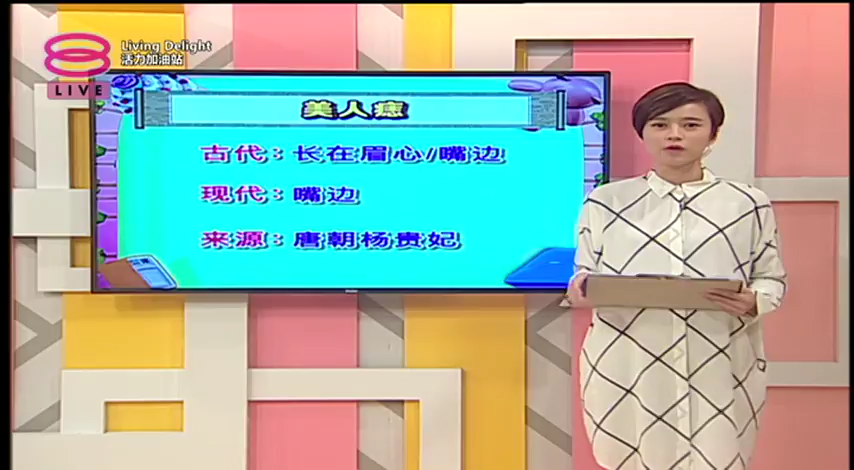 Living Delight
活力加油站
LIVE
美人痣
古代：长在眉心/嘴边
现代：嘴边
来源：唐朝杨贵妃